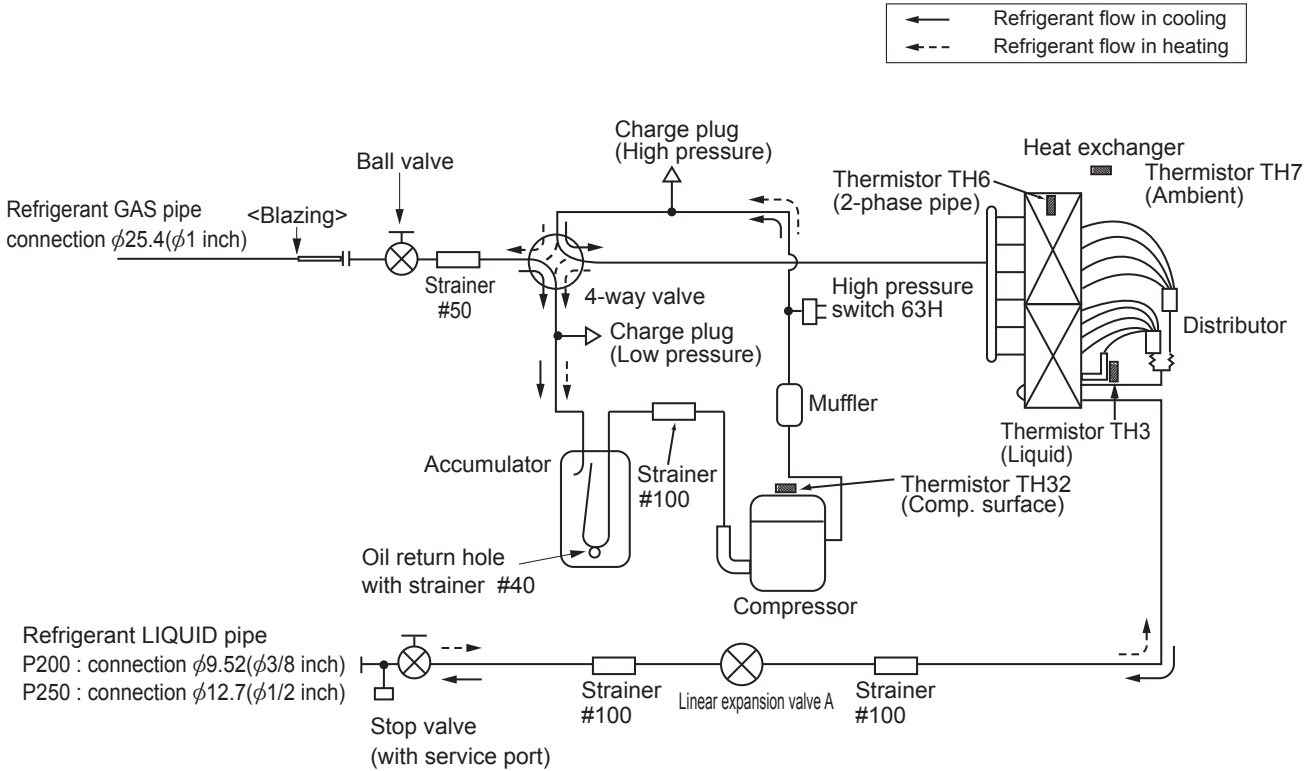 Refrigerant flow in cooling
Refrigerant flow in heating
Charge plug
(High pressure)
Heat exchanger
Ball valve
Thermistor TH7
(Ambient)
Thermistor TH6
(2-phase pipe)
Refrigerant GAS pipe
connection ϕ25.4(ϕ1 inch)
<Blazing>
Strainer
#50
4-way valve
High pressure
switch 63H
Distributor
Charge plug
(Low pressure)
Muffler
Thermistor TH3
(Liquid)
Accumulator
Strainer
#100
Thermistor TH32
(Comp. surface)
Oil return hole
with strainer #40
Compressor
Refrigerant LIQUID pipe
P200 : connection ϕ9.52(ϕ3/8 inch)
P250 : connection ϕ12.7(ϕ1/2 inch)
Strainer
#100
Linear expansion valve A
Strainer
#100
Stop valve
(with service port)